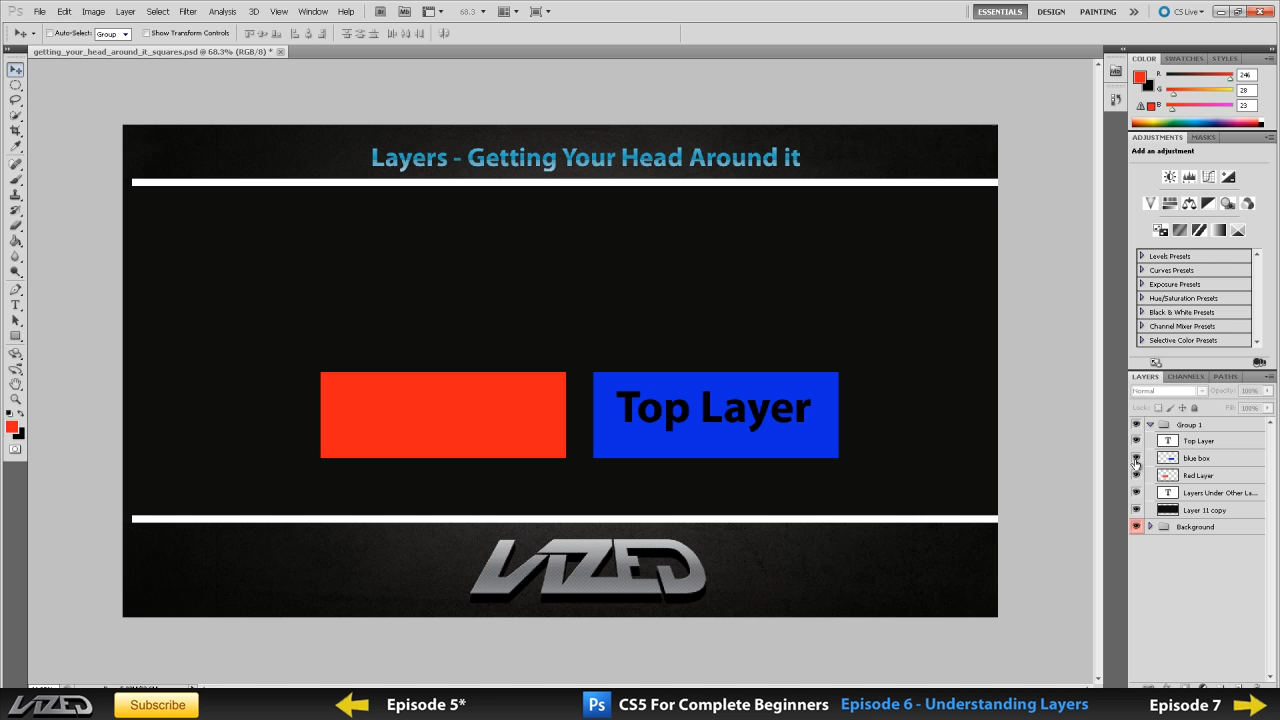 Ps File Edit Image Layer Select Filter Analysis 3D View Window Help Br Mb 68.3 ESSENTIALS DESIGN PAINTING CS Live
Auto-Select: Group Show Transform Controls
getting_your_head_around_it_squares.psd @ 68.3% (RGB/8) *
COLOR SWATCHES STYLES
R 246
G 28
B 23
ADJUSTMENTS MASKS
Add an adjustment
Levels Presets
Curves Presets
Exposure Presets
Hue/Saturation Presets
Black & White Presets
Channel Mixer Presets
Selective Color Presets
LAYERS CHANNELS PATHS
Normal Opacity: 100%
Lock: Fill: 100%
Group 1
T Top Layer
blue box
Red Layer
T Layers Under Other La...
Layer 11 copy
Background
Layers - Getting Your Head Around it
Top Layer
VIZED
VIZED Subscribe Episode 5* Ps CS5 For Complete Beginners Episode 6 - Understanding Layers Episode 7